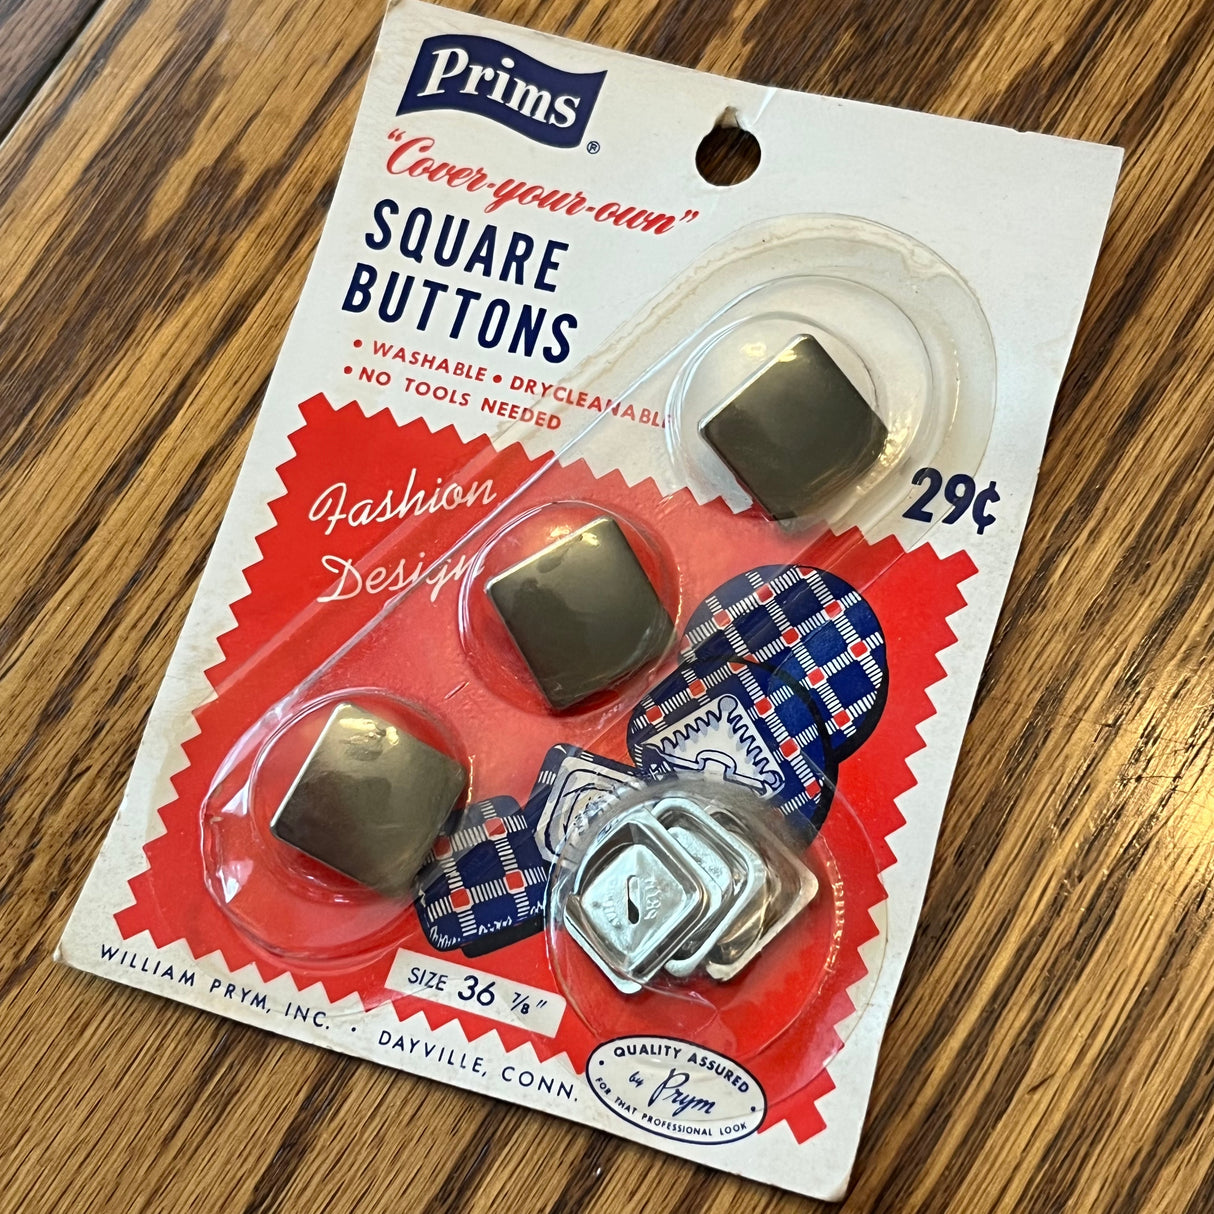 Prims®
"Cover-your-own"
SQUARE
BUTTONS
• WASHABLE • DRYCLEANABLE
• NO TOOLS NEEDED
29¢
Fashion
Design
SIZE 36 7/8"
WILLIAM PRYM, INC. • DAYVILLE, CONN.
• QUALITY ASSURED •
by Prym
FOR THAT PROFESSIONAL LOOK